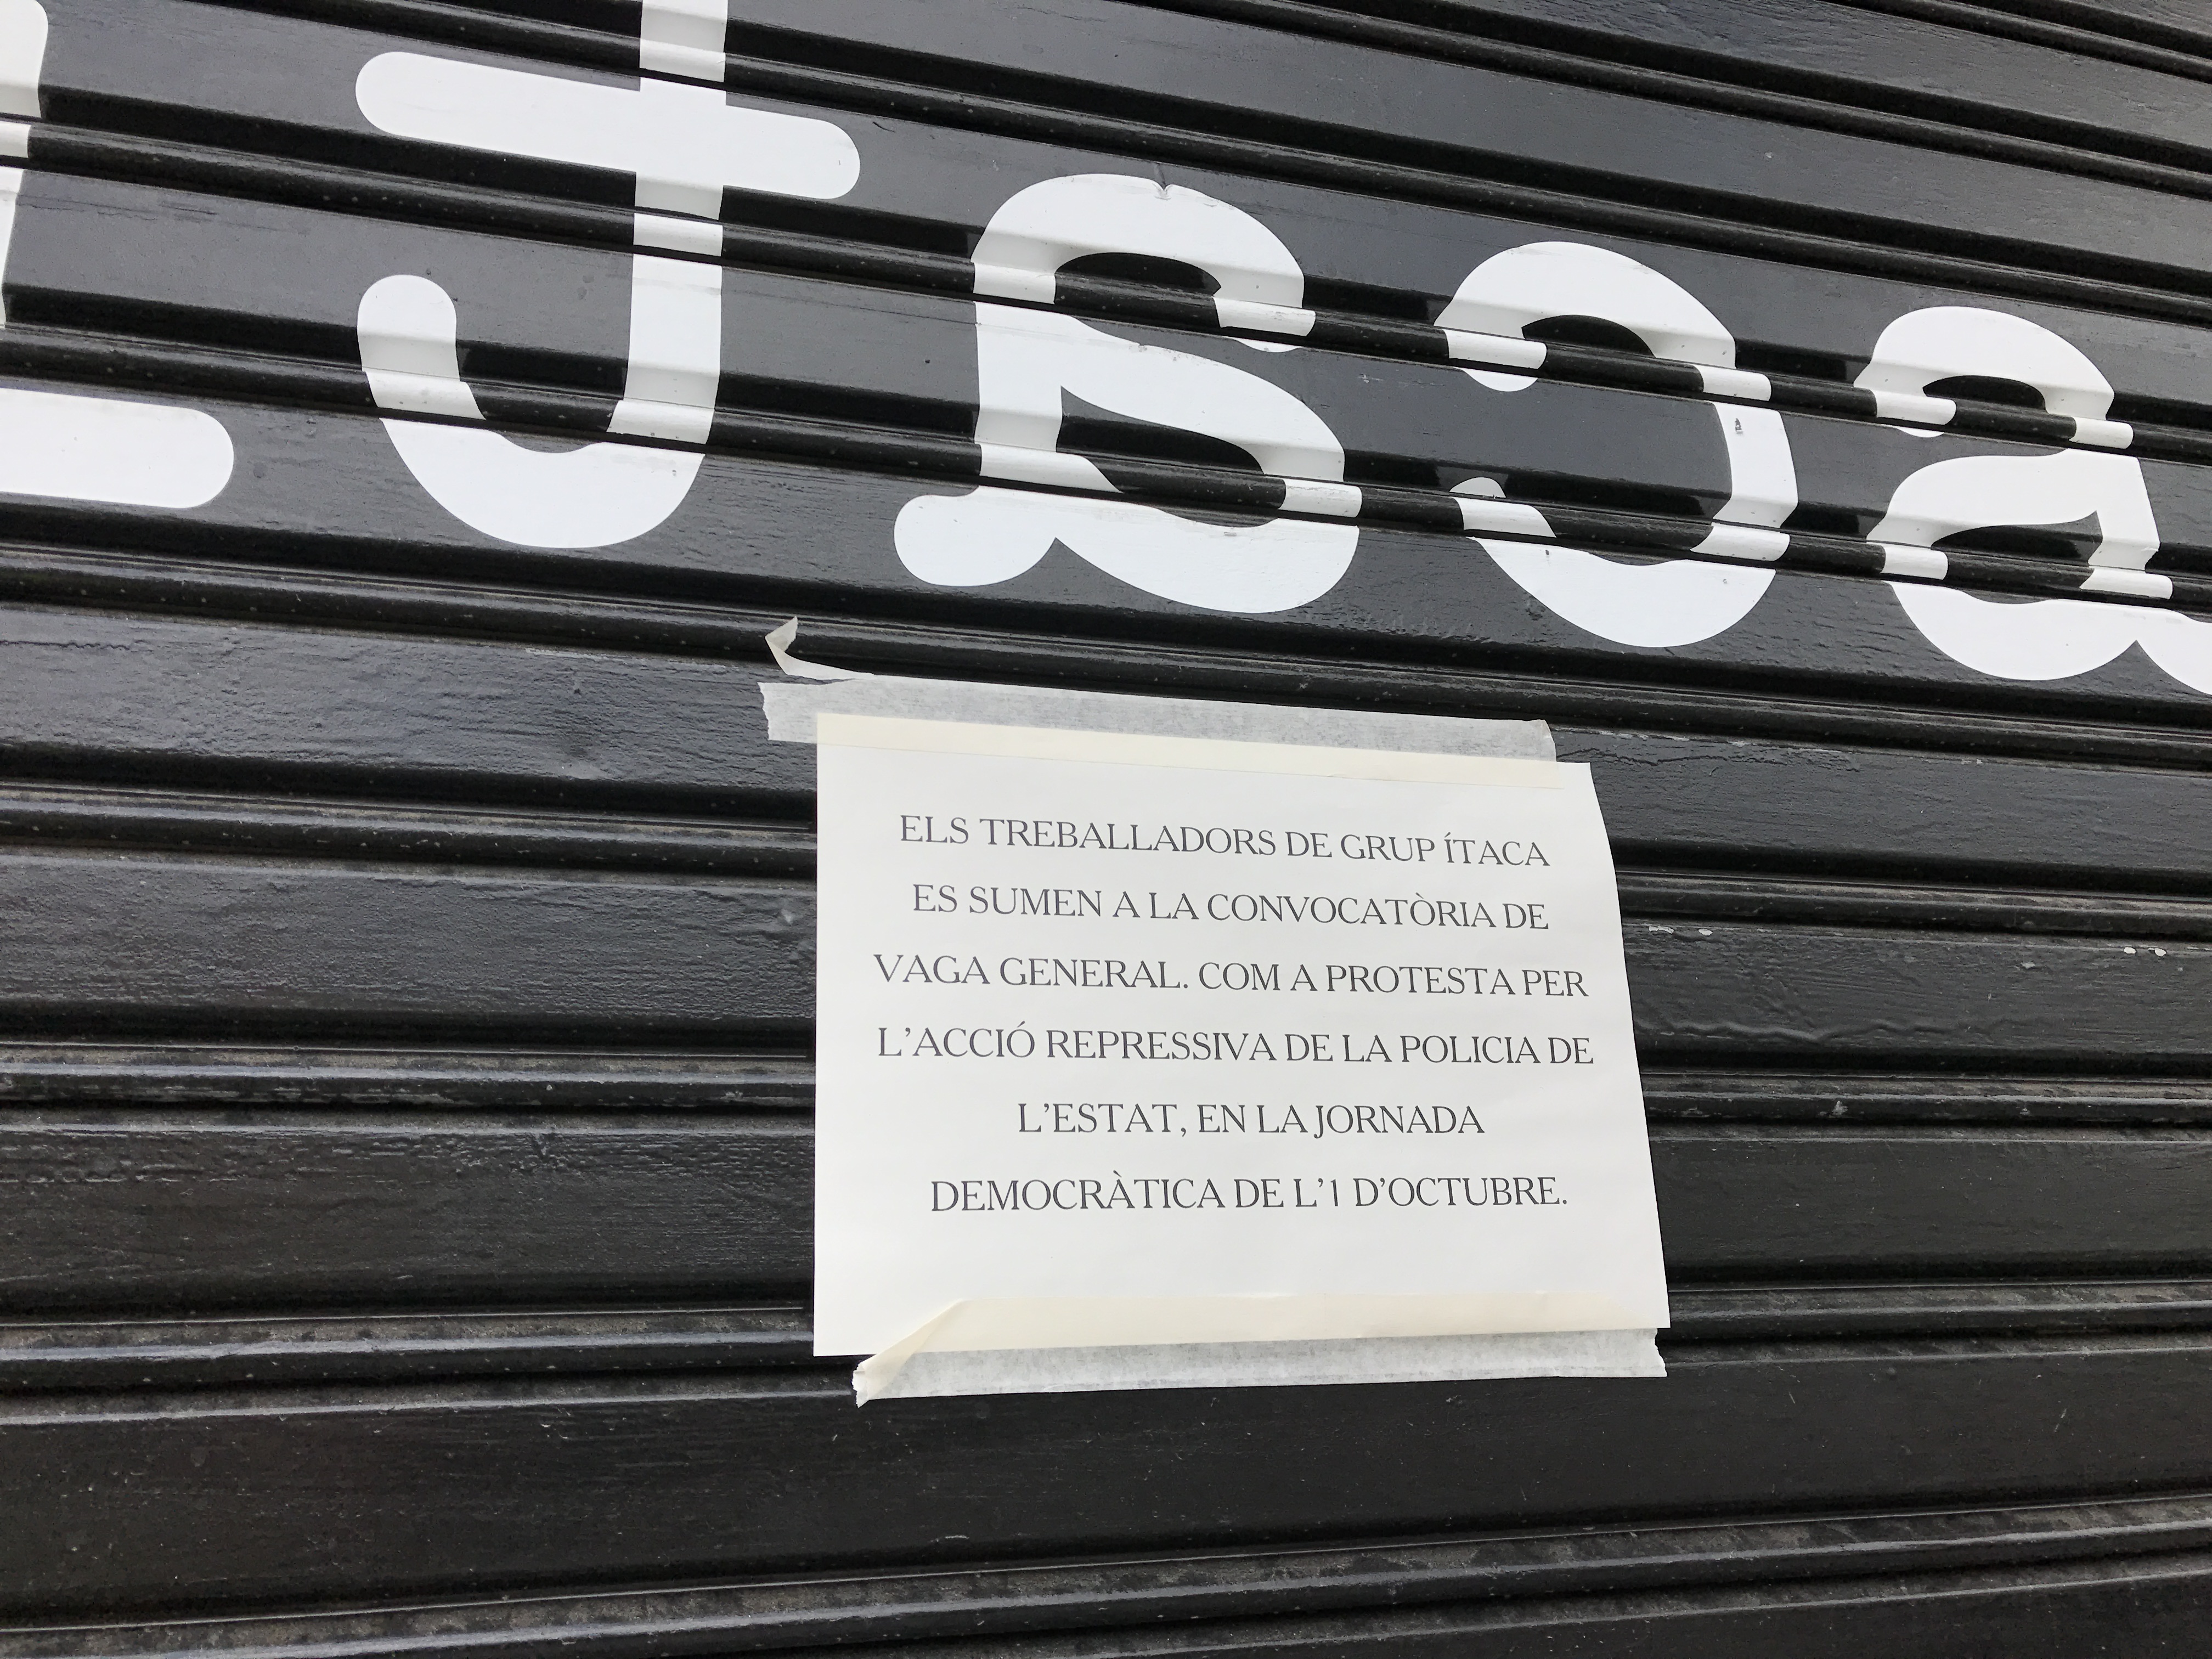 itaca
ELS TREBALLADORS DE GRUP ÍTACA
ES SUMEN A LA CONVOCATÒRIA DE
VAGA GENERAL. COM A PROTESTA PER
L'ACCIÓ REPRESSIVA DE LA POLICIA DE
L'ESTAT, EN LA JORNADA
DEMOCRÀTICA DE L'1 D'OCTUBRE.